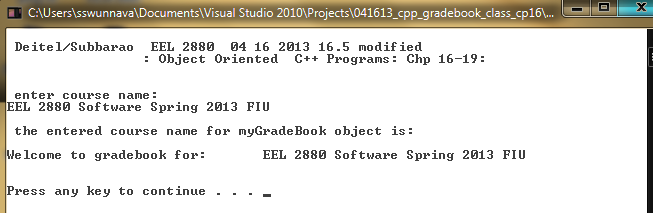 C:\Users\sswunnava\Documents\Visual Studio 2010\Projects\041613_cpp_gradebook_class_cp16\...
Deitel/Subbarao  EEL 2880  04 16 2013 16.5 modified
: Object Oriented  C++ Programs: Chp 16-19:
enter course name:
EEL 2880 Software Spring 2013 FIU
the entered course name for myGradeBook object is:
Welcome to gradebook for:       EEL 2880 Software Spring 2013 FIU
Press any key to continue . . . _